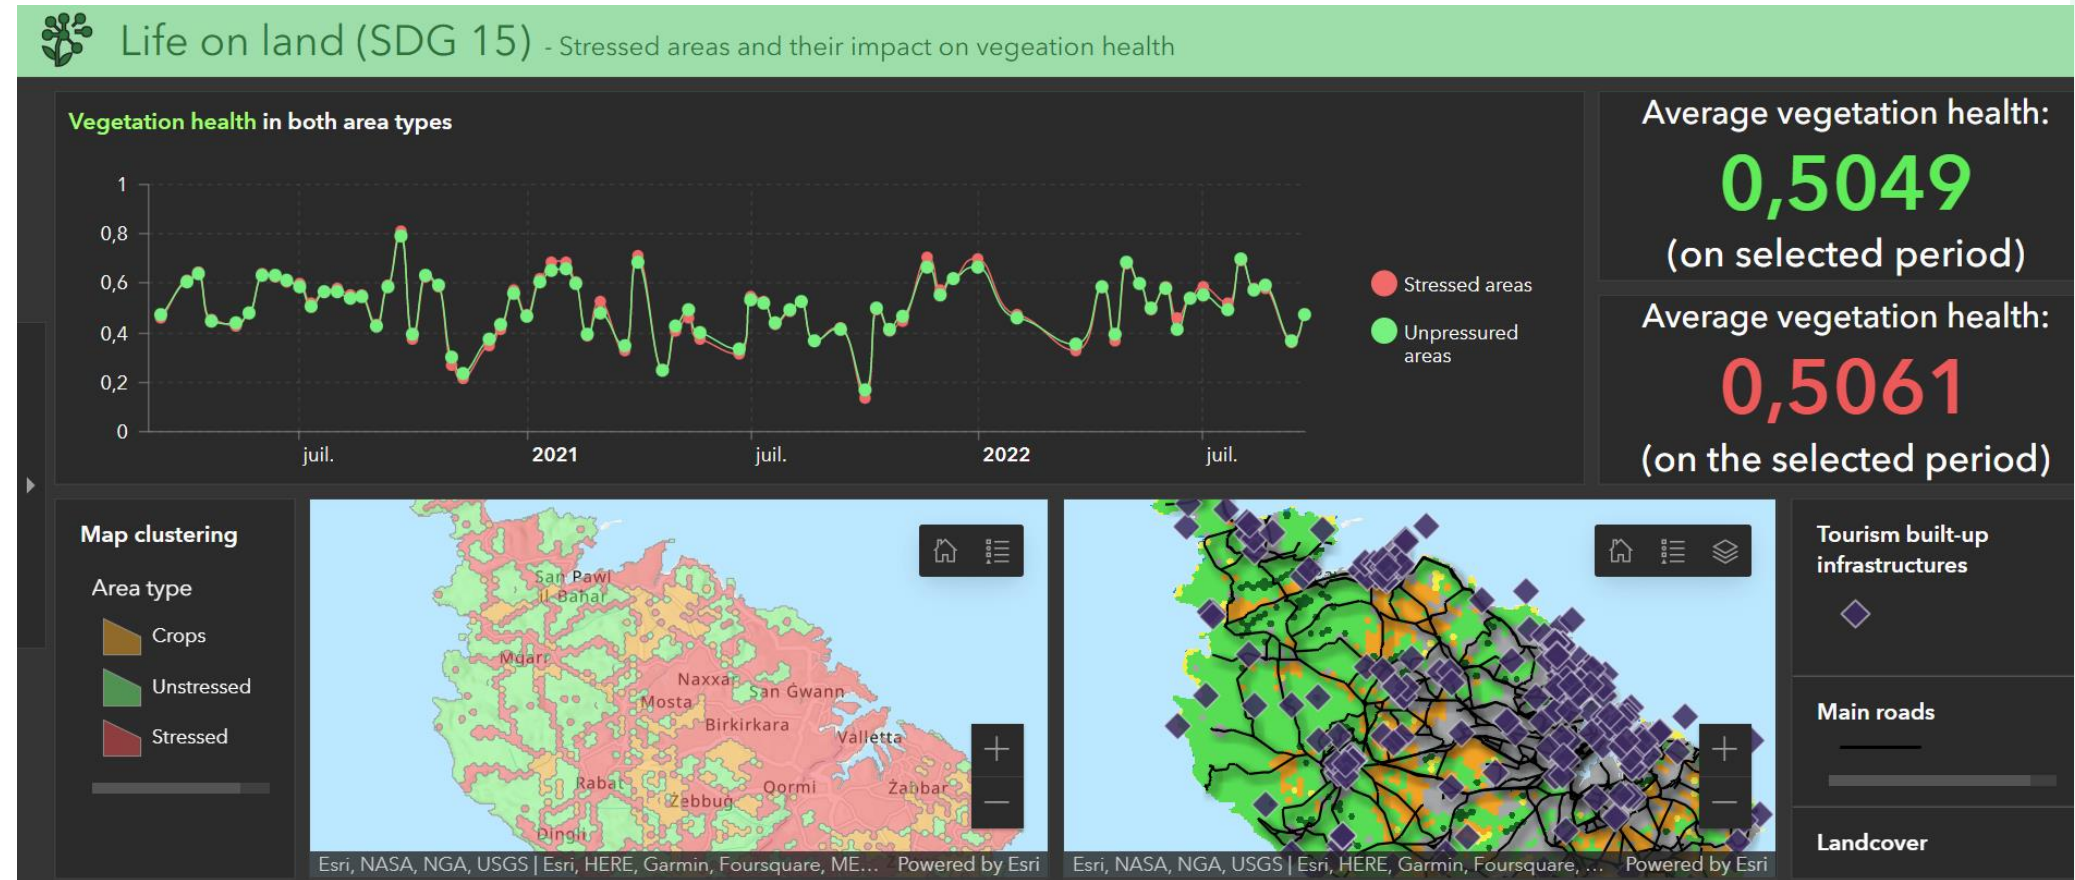 Life on land (SDG 15) - Stressed areas and their impact on vegeation health
Vegetation health in both area types
1
0,8
0,6
0,4
0,2
0
juil.
2021
juil.
2022
juil.
Stressed areas
Unpressured
areas
Average vegetation health:
0,5049
(on selected period)
Average vegetation health:
0,5061
(on the selected period)
Map clustering
Area type
Crops
Unstressed
Stressed
San Pawl
il-Baħar
Mġarr
Naxxar
San Ġwann
Mosta
Birkirkara
Valletta
Rabat
Qormi
Żabbar
Żebbuġ
Dingli
Esri, NASA, NGA, USGS | Esri, HERE, Garmin, Foursquare, ME... Powered by Esri
Esri, NASA, NGA, USGS | Esri, HERE, Garmin, Foursquare, ... Powered by Esri
Tourism built-up
infrastructures
Main roads
Landcover